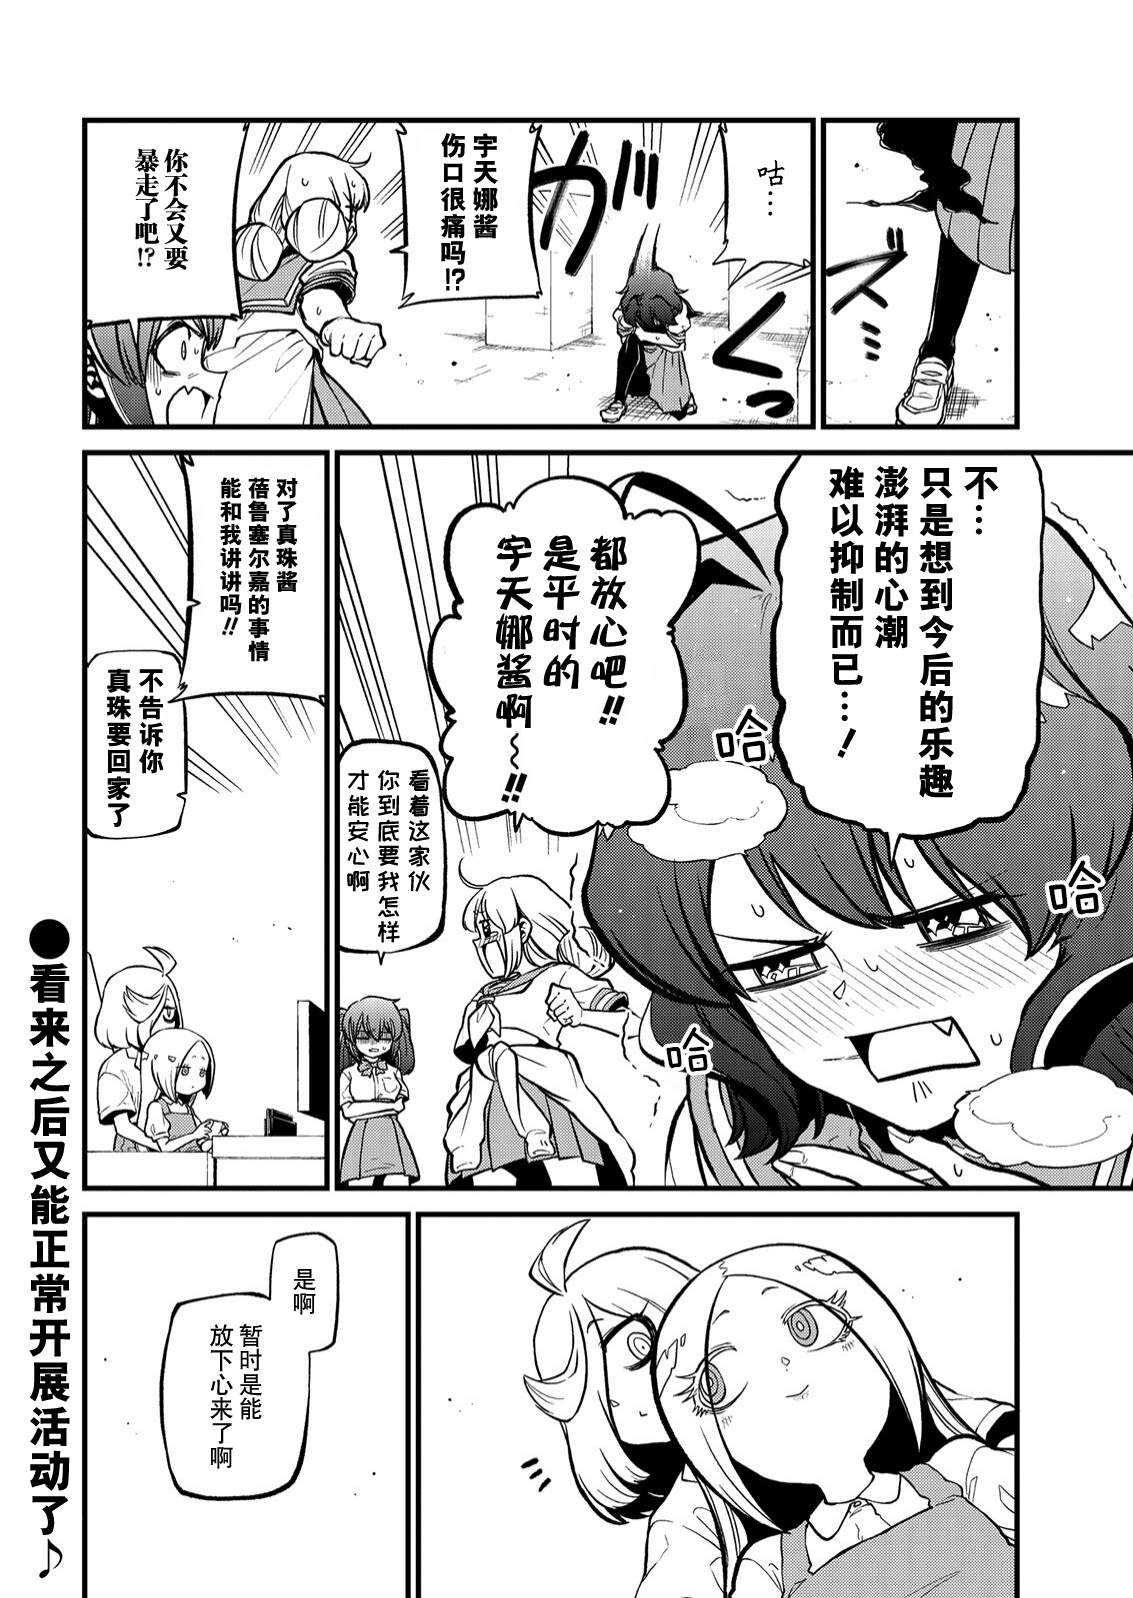 ズズ
咕…
ガバッ
宇天娜酱
伤口很痛吗!?
你不会又要
暴走了吧!?
不…
只是想到今后的乐趣
澎湃的心潮
难以抑制而已…!
哈
哈
哈
都放心吧!!
是平时的
宇天娜酱啊～!!
看着这家伙
你到底要我怎样
才能安心啊
对了真珠酱
蓓鲁塞尔嘉的事情
能和我讲讲吗!!
不告诉你
真珠要回家了
是啊
暂时是能
放下心来了啊
●看来之后又能正常开展活动了♪